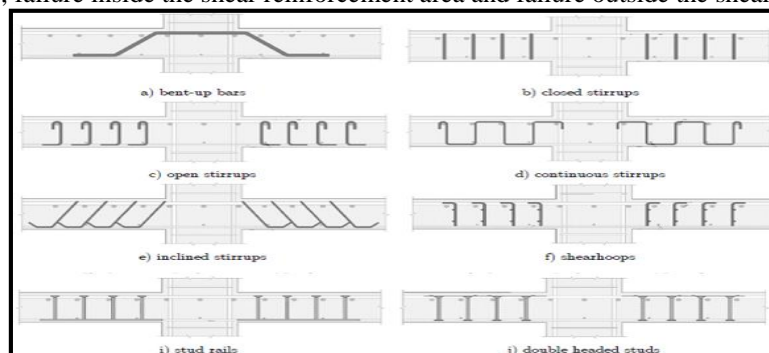 , failure inside the shear reinforcement area and failure outside the shear
a) bent-up bars
b) closed stirrups
c) open stirrups
d) continuous stirrups
e) inclined stirrups
f) shearhoops
i) stud rails
j) double headed studs